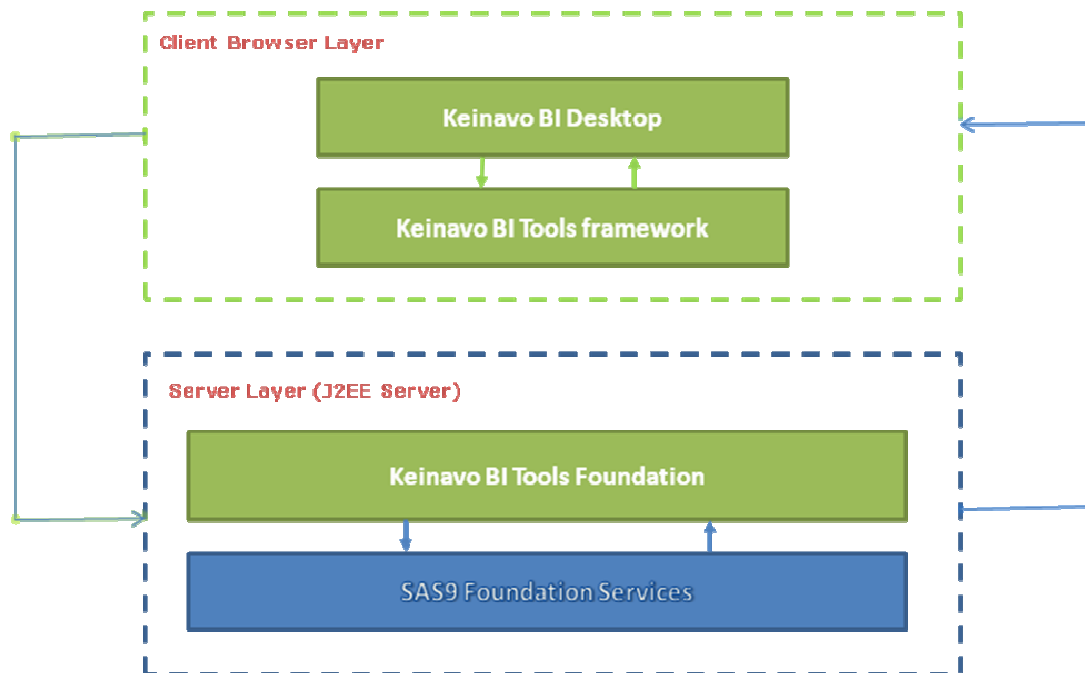 Client Browser Layer
Keinavo BI Desktop
Keinavo BI Tools framework
Server Layer (J2EE Server)
Keinavo BI Tools Foundation
SAS9 Foundation Services